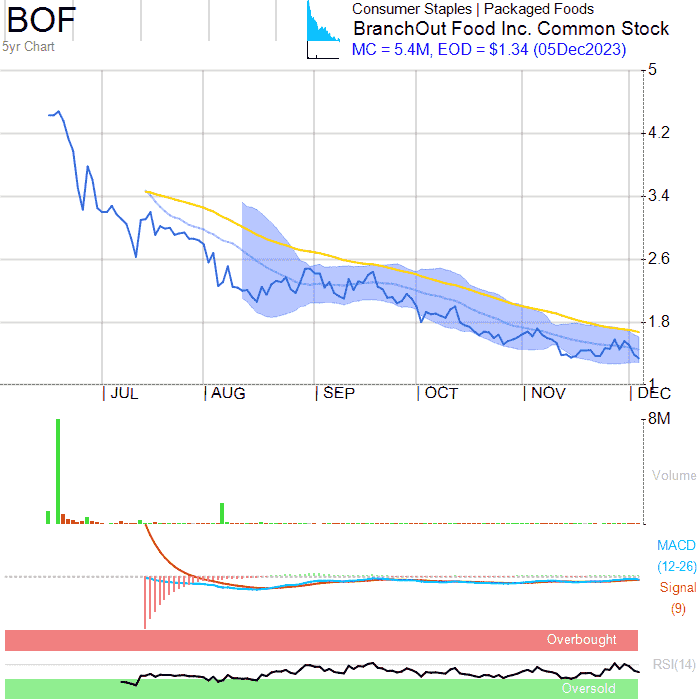 BOF
5yr Chart
Consumer Staples | Packaged Foods
BranchOut Food Inc. Common Stock
MC = 5.4M, EOD = $1.34 (05Dec2023)
5
4.2
3.4
2.6
1.8
1
JUL AUG SEP OCT NOV DEC
8M
Volume
MACD
(12-26)
Signal
(9)
Overbought
RSI(14)
Oversold